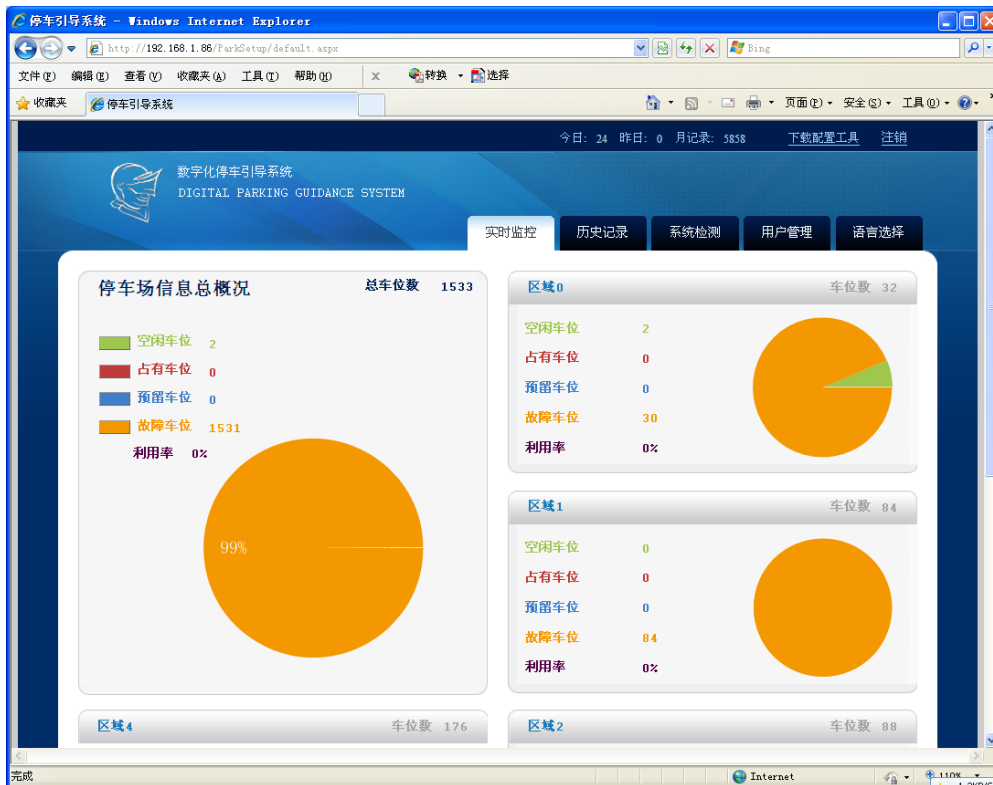 停车引导系统 - Windows Internet Explorer
http://192.168.1.86/ParkSetup/default.aspx
Bing
文件(F) 编辑(E) 查看(V) 收藏夹(A) 工具(T) 帮助(H) x 转换 选择
收藏夹 停车引导系统 页面(P) 安全(S) 工具(O)
今日: 24 昨日: 0 月记录: 5858 下载配置工具 注销
数字化停车引导系统
DIGITAL PARKING GUIDANCE SYSTEM
实时监控 历史记录 系统检测 用户管理 语言选择
停车场信息总概况 总车位数 1533
空闲车位 2
占有车位 0
预留车位 0
故障车位 1531
利用率 0%
99%
区域0 车位数 32
空闲车位 2
占有车位 0
预留车位 0
故障车位 30
利用率 0%
区域1 车位数 84
空闲车位 0
占有车位 0
预留车位 0
故障车位 84
利用率 0%
区域4 车位数 176
区域2 车位数 88
完成 Internet 110%